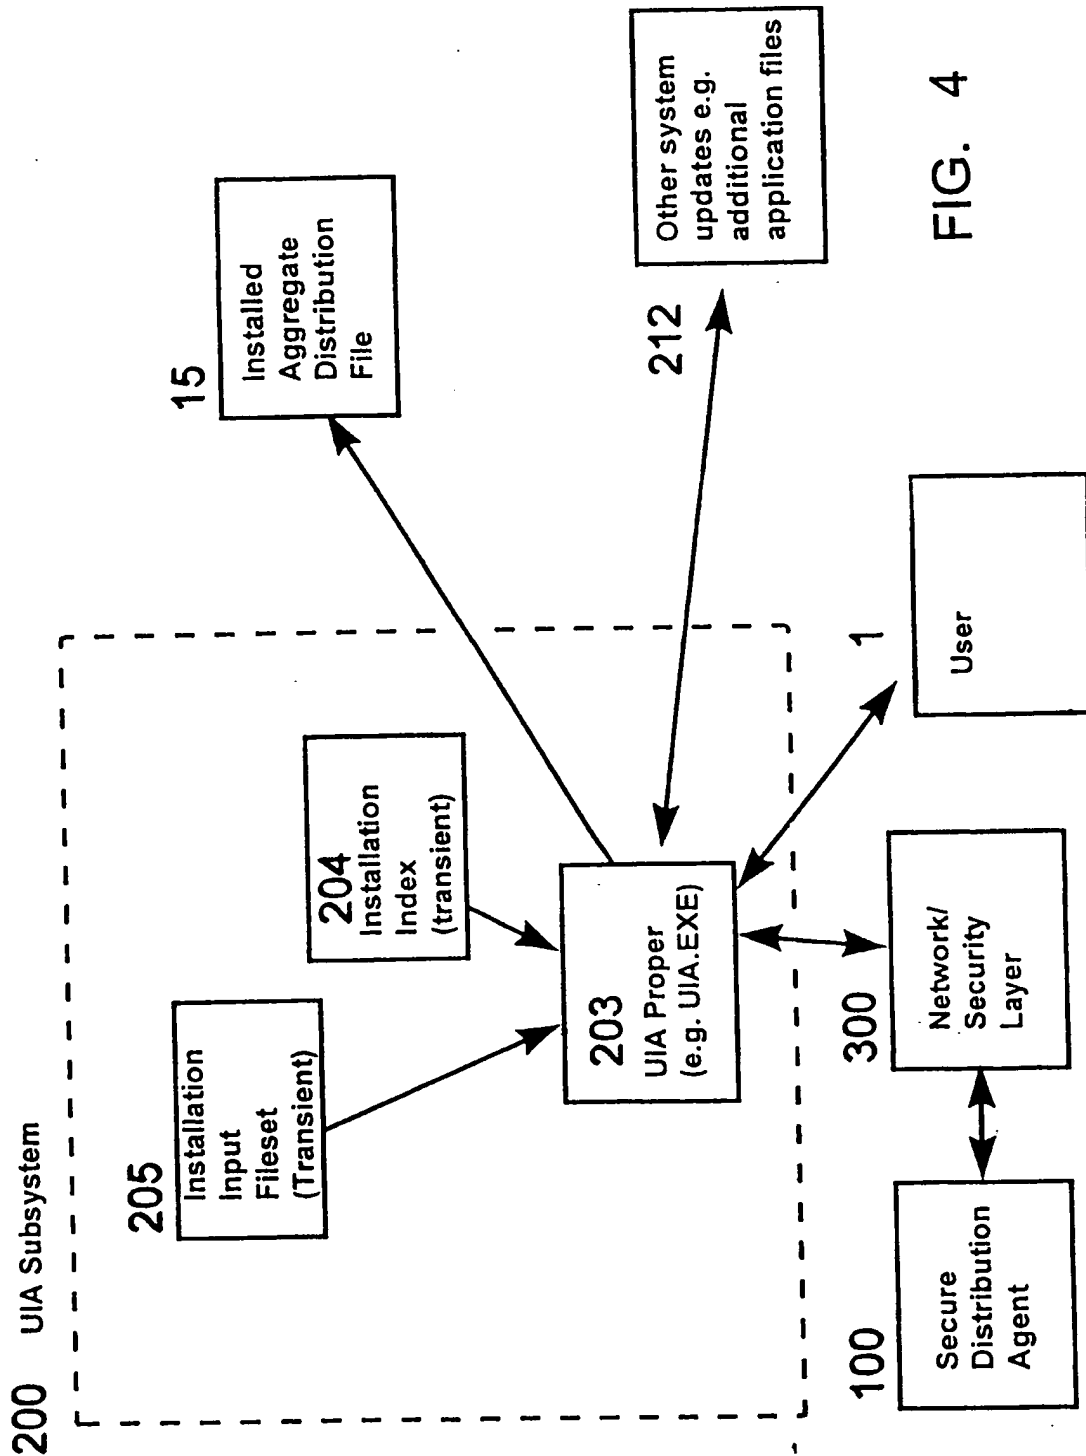 200 UIA Subsystem
205
Installation
Input
Fileset
(Transient)
204
Installation
Index
(transient)
203
UIA Proper
(e.g. UIA.EXE)
15
Installed
Aggregate
Distribution
File
212
Other system
updates e.g.
additional
application files
100
Secure
Distribution
Agent
300
Network/
Security
Layer
1
User
FIG. 4